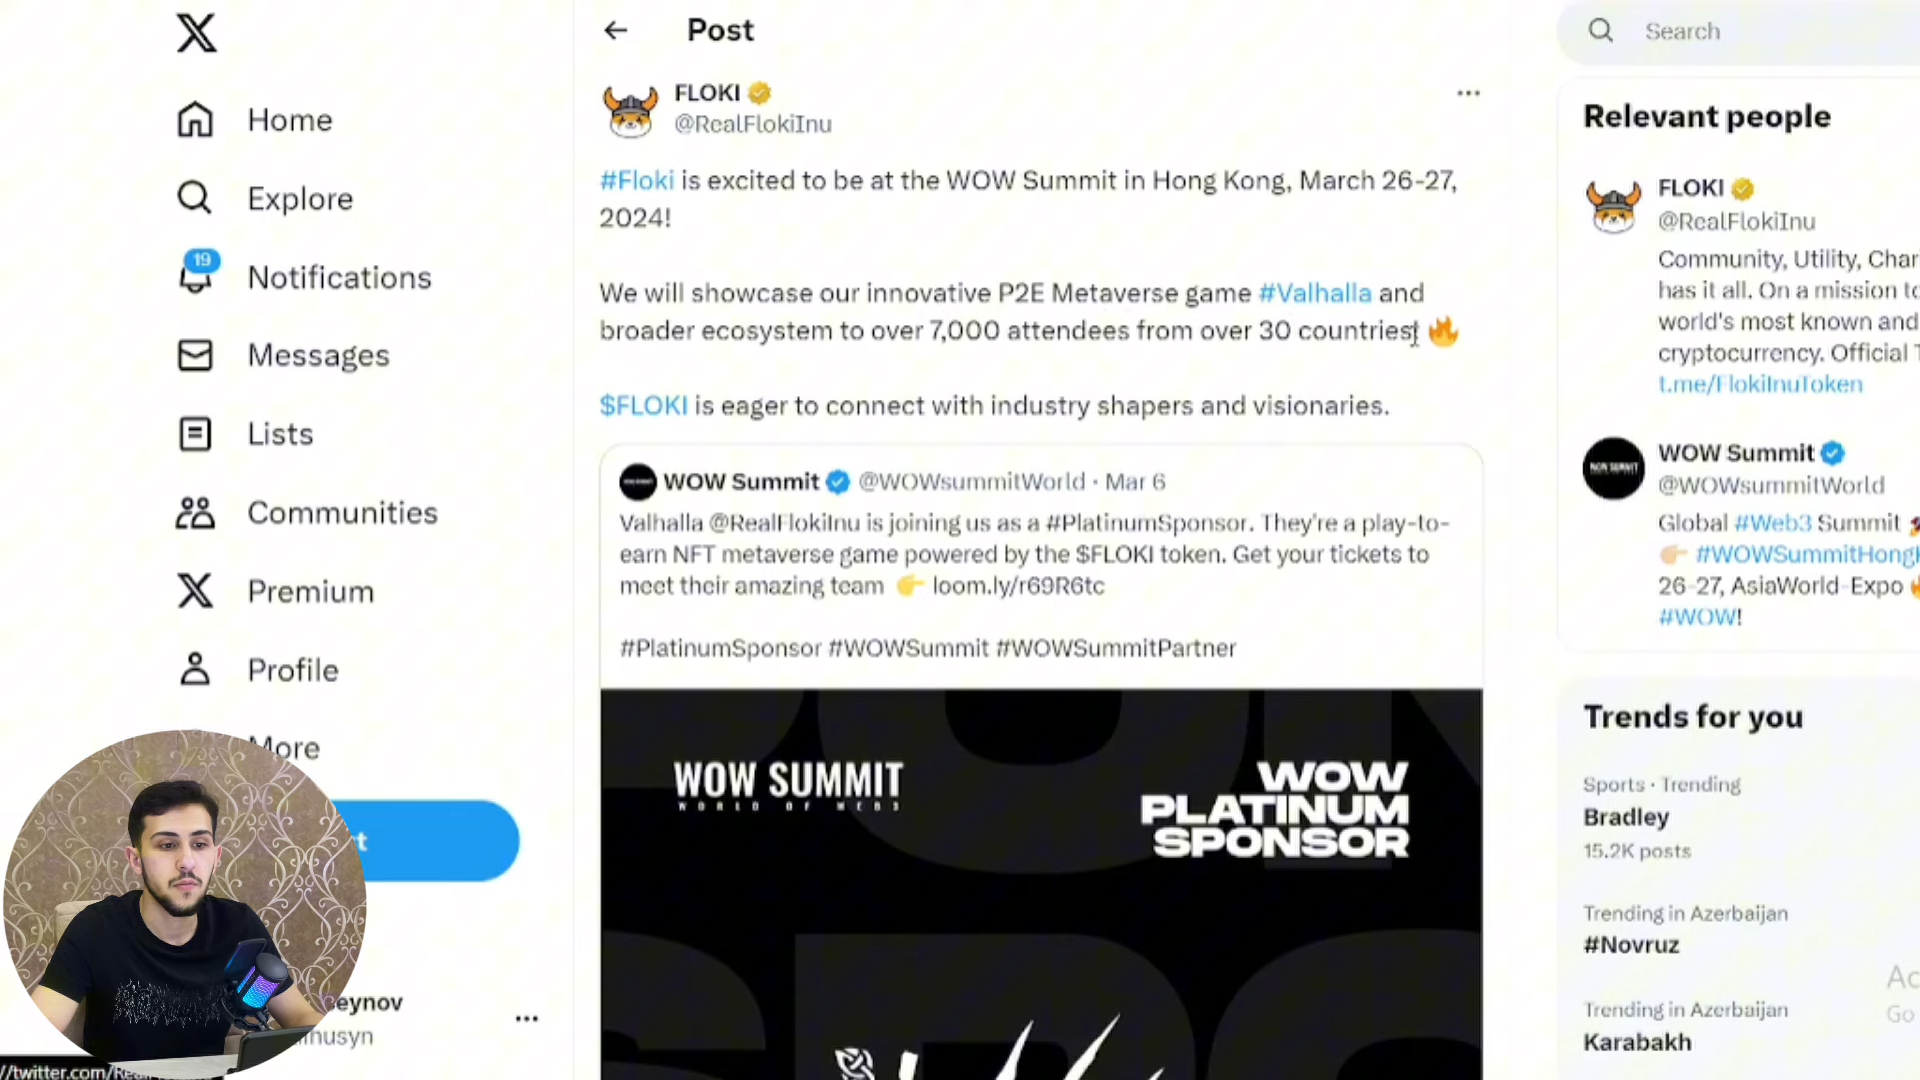 Home
Explore
19
Notifications
Messages
Lists
Communities
Premium
Profile
More
eynov
Post
FLOKI
@RealFlokiInu
#Floki is excited to be at the WOW Summit in Hong Kong, March 26-27,
2024!
We will showcase our innovative P2E Metaverse game #Valhalla and
broader ecosystem to over 7,000 attendees from over 30 countries!
$FLOKI is eager to connect with industry shapers and visionaries.
WOW Summit @WOWsummitWorld · Mar 6
Valhalla @RealFlokiInu is joining us as a #PlatinumSponsor. They're a play-to-
earn NFT metaverse game powered by the $FLOKI token. Get your tickets to
meet their amazing team 👉 loom.ly/r69R6tc
#PlatinumSponsor #WOWSummit #WOWSummitPartner
WOW SUMMIT
WORLD OF WEB3
WOW
PLATINUM
SPONSOR
Search
Relevant people
FLOKI
@RealFlokiInu
Community, Utility, Char
has it all. On a mission to
world's most known and
cryptocurrency. Official T
t.me/FlokiInuToken
WOW Summit
@WOWsummitWorld
Global #Web3 Summit
👉 #WOWSummitHong
26-27, AsiaWorld-Expo
#WOW!
Trends for you
Sports · Trending
Bradley
15.2K posts
Trending in Azerbaijan
#Novruz
Trending in Azerbaijan
Karabakh
Go